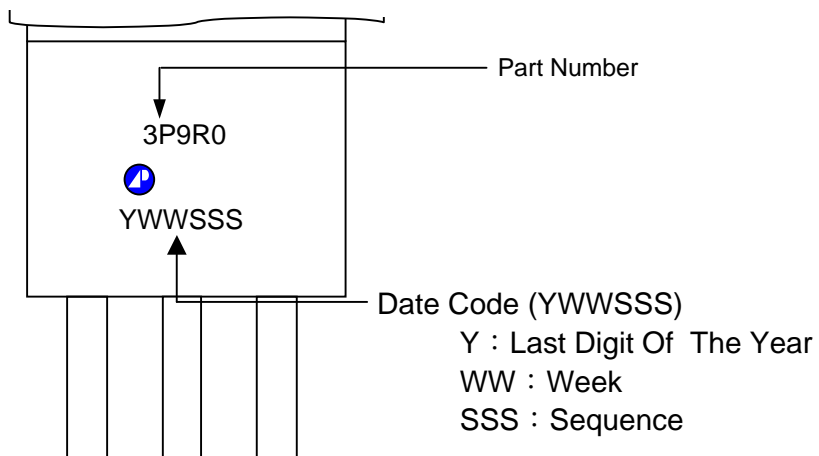 Part Number
3P9R0
YWWSSS
Date Code (YWWSSS)
Y：Last Digit Of The Year
WW：Week
SSS：Sequence